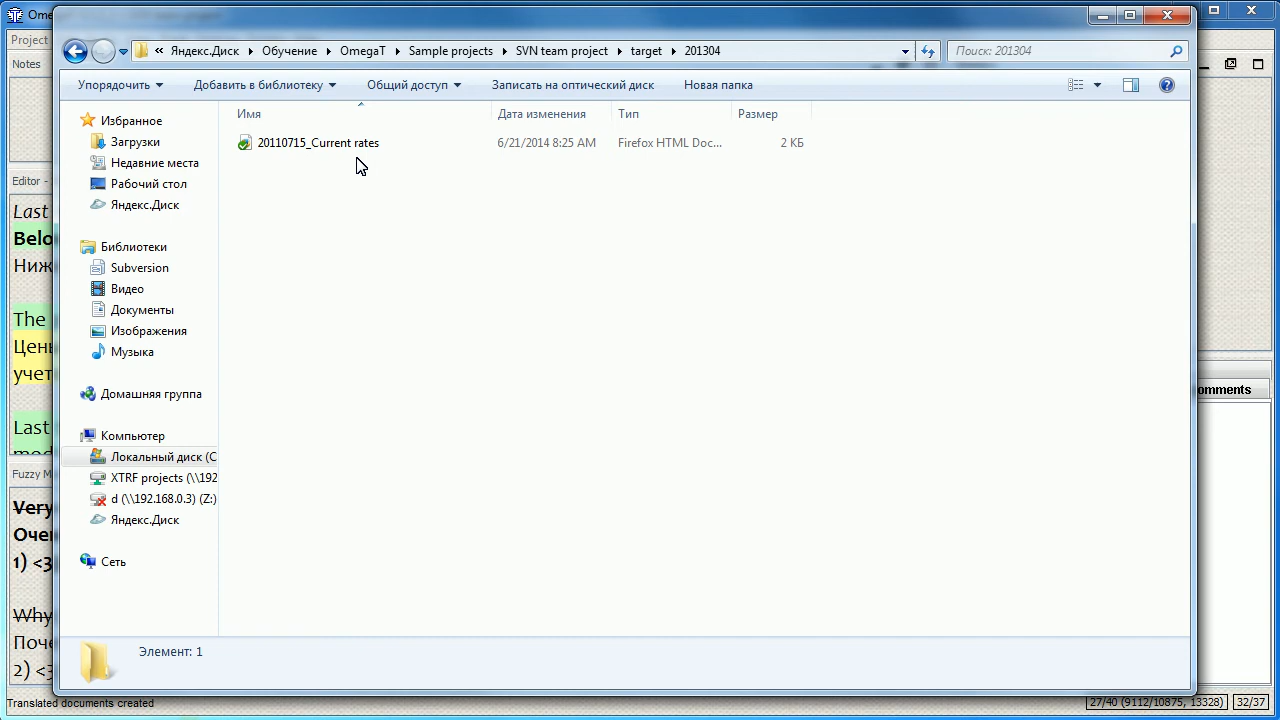 Яндекс.Диск Обучение OmegaT Sample projects SVN team project target 201304
Поиск: 201304
Упорядочить Добавить в библиотеку Общий доступ Записать на оптический диск Новая папка
Имя Дата изменения Тип Размер
20110715_Current rates 6/21/2014 8:25 AM Firefox HTML Doc... 2 КБ
Избранное
Загрузки
Недавние места
Рабочий стол
Яндекс.Диск
Библиотеки
Subversion
Видео
Документы
Изображения
Музыка
Домашняя группа
Компьютер
Локальный диск (C
XTRF projects (\\192
d (\\192.168.0.3) (Z:)
Яндекс.Диск
Сеть
Элемент: 1
Project
Notes
Editor -
Last
Belo
Ниж
The
Цень
учет
Last
Fuzzy M
Very
Очен
1) <3
Why
Поче
2) <3
omments
Translated documents created
27/40 (9112/10875, 13328) 32/37